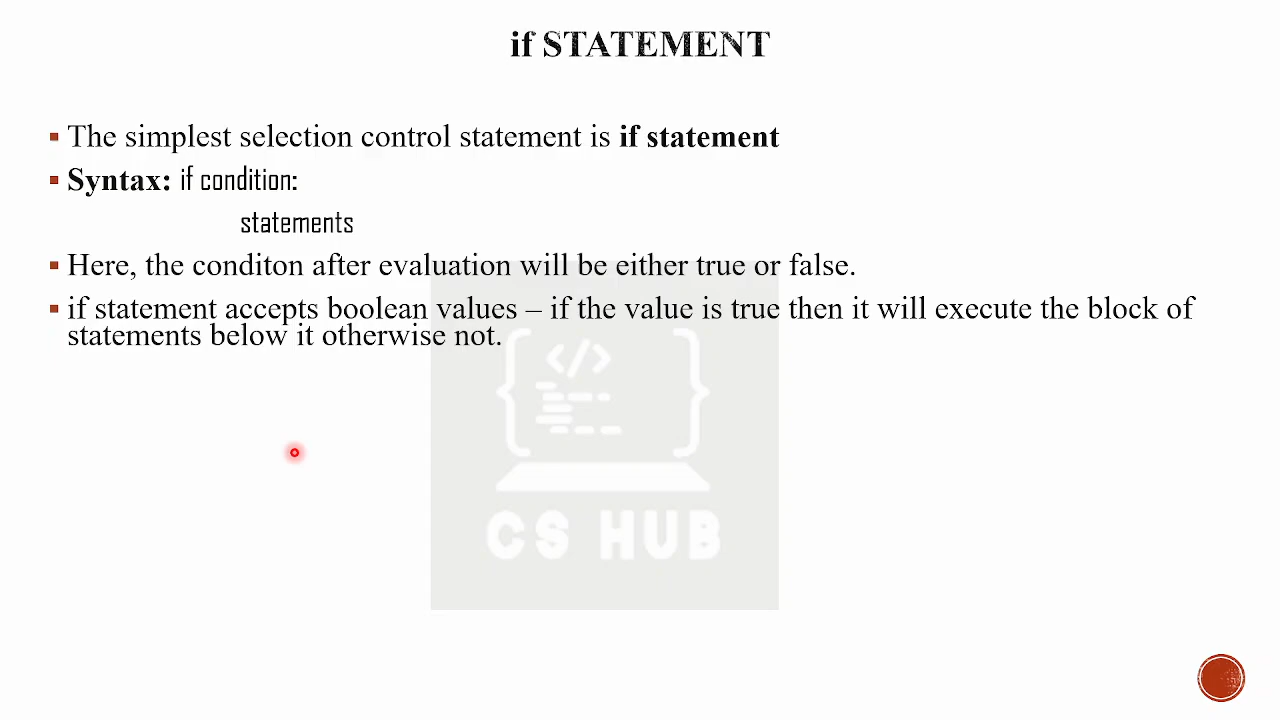 if STATEMENT
The simplest selection control statement is if statement
Syntax: if condition:
statements
Here, the conditon after evaluation will be either true or false.
if statement accepts boolean values – if the value is true then it will execute the block of
statements below it otherwise not.
</>
CS HUB